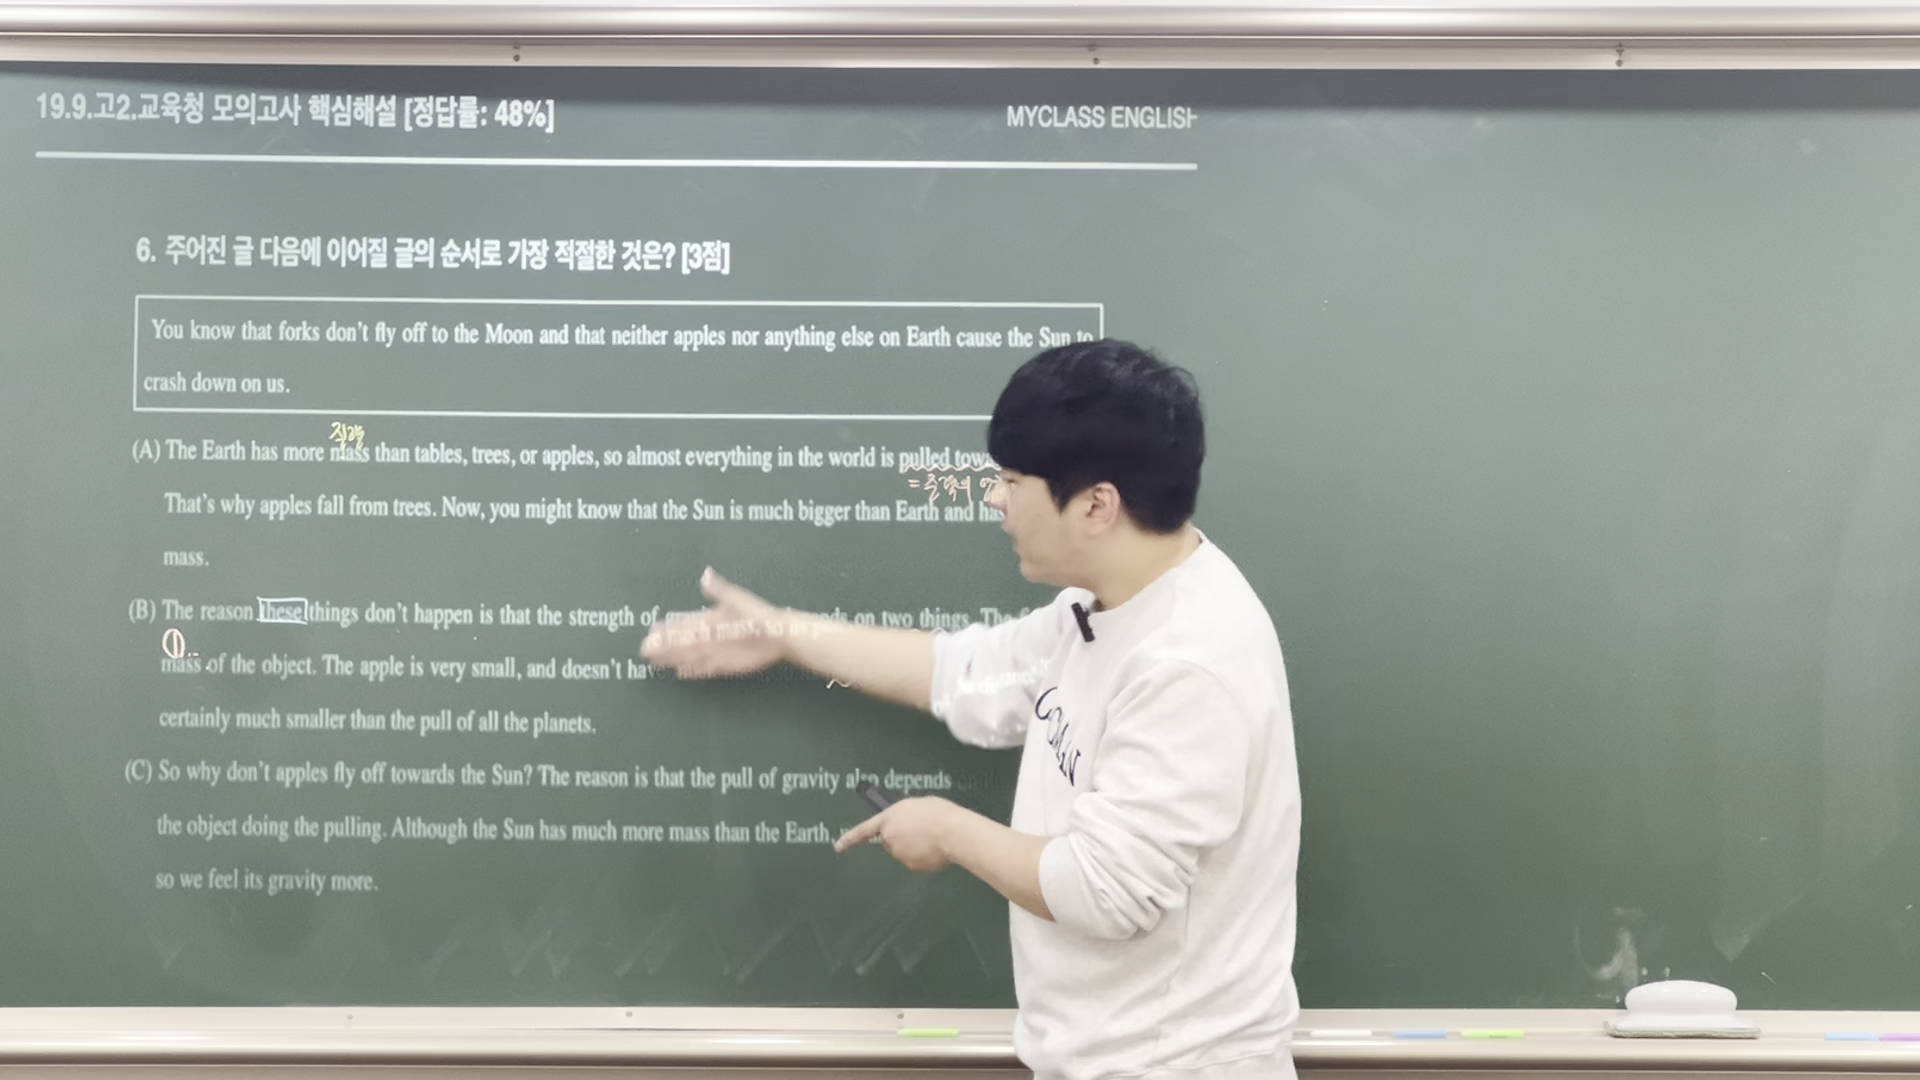 19.9.고2.교육청 모의고사 핵심해설 [정답률: 48%]
MYCLASS ENGLISH
6. 주어진 글 다음에 이어질 글의 순서로 가장 적절한 것은? [3점]
You know that forks don't fly off to the Moon and that neither apples nor anything else on Earth cause the Sun to
crash down on us.
질량
(A) The Earth has more mass than tables, trees, or apples, so almost everything in the world is pulled
= 중력의
That's why apples fall from trees. Now, you might know that the Sun is much bigger than Earth and
mass.
(B) The reason these things don't happen is that the strength of on two things. The
①
mass of the object. The apple is very small, and doesn't have
certainly much smaller than the pull of all the planets.
(C) So why don't apples fly off towards the Sun? The reason is that the pull of gravity also depends
the object doing the pulling. Although the Sun has much more mass than the Earth,
so we feel its gravity more.